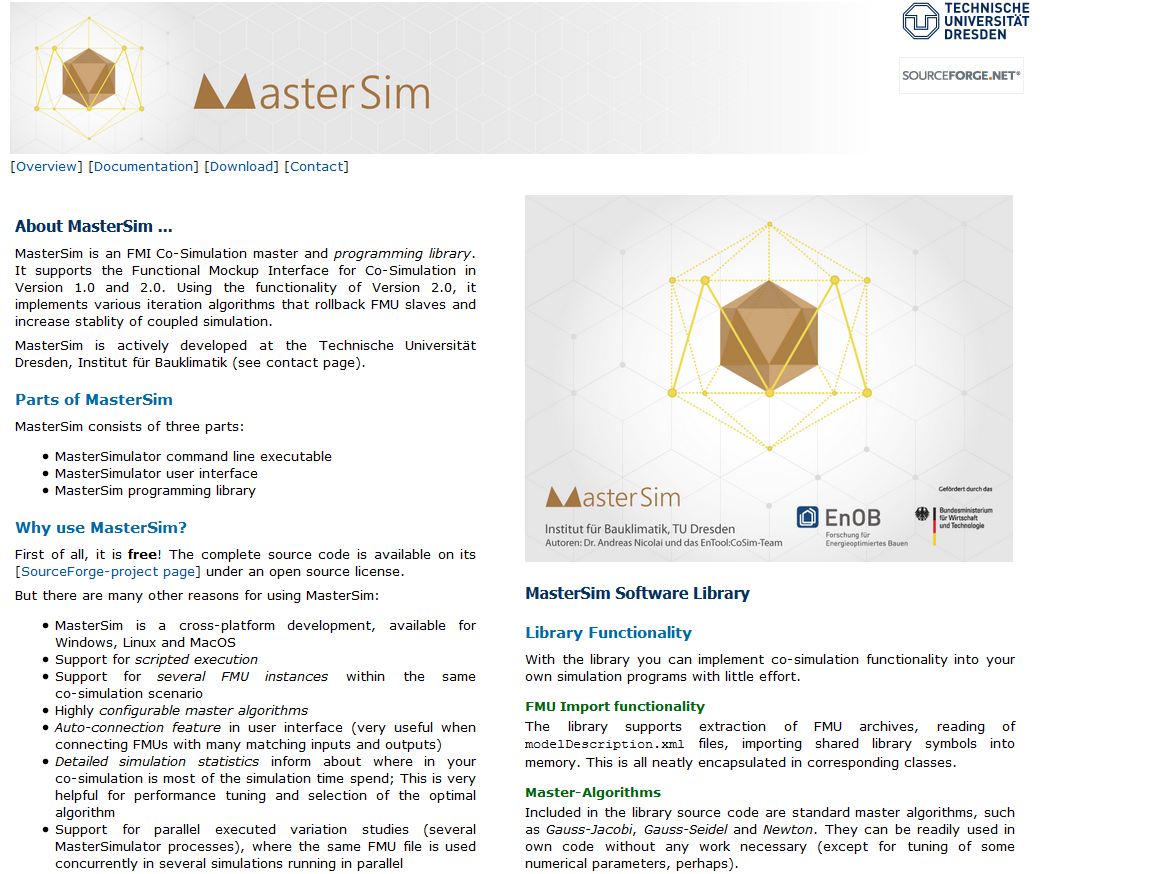 MasterSim
TECHNISCHE
UNIVERSITÄT
DRESDEN
SOURCEFORGE.NET®
[Overview] [Documentation] [Download] [Contact]
About MasterSim ...
MasterSim is an FMI Co-Simulation master and programming library.
It supports the Functional Mockup Interface for Co-Simulation in
Version 1.0 and 2.0. Using the functionality of Version 2.0, it
implements various iteration algorithms that rollback FMU slaves and
increase stablity of coupled simulation.
MasterSim is actively developed at the Technische Universität
Dresden, Institut für Bauklimatik (see contact page).
Parts of MasterSim
MasterSim consists of three parts:
• MasterSimulator command line executable
• MasterSimulator user interface
• MasterSim programming library
Why use MasterSim?
First of all, it is free! The complete source code is available on its
[SourceForge-project page] under an open source license.
But there are many other reasons for using MasterSim:
• MasterSim is a cross-platform development, available for
Windows, Linux and MacOS
• Support for scripted execution
• Support for several FMU instances within the same
co-simulation scenario
• Highly configurable master algorithms
• Auto-connection feature in user interface (very useful when
connecting FMUs with many matching inputs and outputs)
• Detailed simulation statistics inform about where in your
co-simulation is most of the simulation time spend; This is very
helpful for performance tuning and selection of the optimal
algorithm
• Support for parallel executed variation studies (several
MasterSimulator processes), where the same FMU file is used
concurrently in several simulations running in parallel
MasterSim
Institut für Bauklimatik, TU Dresden
Autoren: Dr. Andreas Nicolai und das EnTool:CoSim-Team
EnOB
Forschung für
Energieoptimiertes Bauen
Gefördert durch das
Bundesministerium
für Wirtschaft
und Technologie
MasterSim Software Library
Library Functionality
With the library you can implement co-simulation functionality into your
own simulation programs with little effort.
FMU Import functionality
The library supports extraction of FMU archives, reading of
modelDescription.xml files, importing shared library symbols into
memory. This is all neatly encapsulated in corresponding classes.
Master-Algorithms
Included in the library source code are standard master algorithms, such
as Gauss-Jacobi, Gauss-Seidel and Newton. They can be readily used in
own code without any work necessary (except for tuning of some
numerical parameters, perhaps).